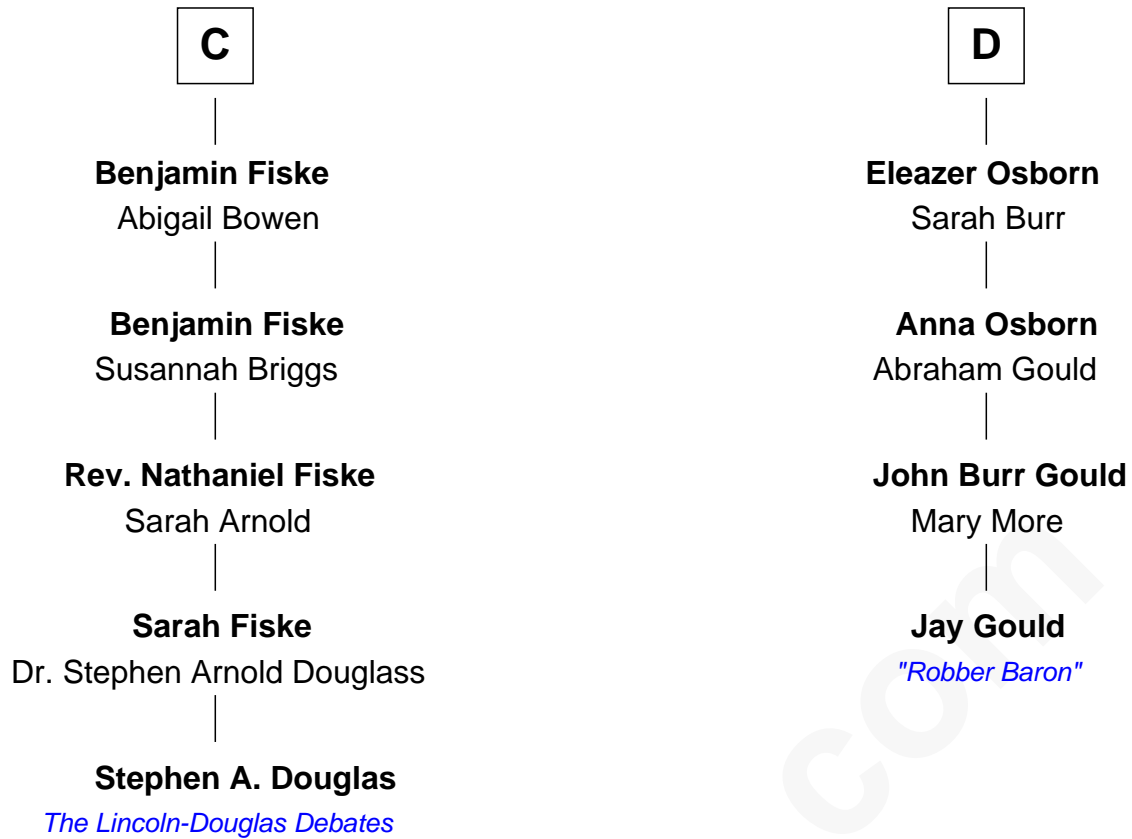 C
Benjamin Fiske
Abigail Bowen
Benjamin Fiske
Susannah Briggs
Rev. Nathaniel Fiske
Sarah Arnold
Sarah Fiske
Dr. Stephen Arnold Douglass
Stephen A. Douglas
The Lincoln-Douglas Debates
D
Eleazer Osborn
Sarah Burr
Anna Osborn
Abraham Gould
John Burr Gould
Mary More
Jay Gould
"Robber Baron"
com